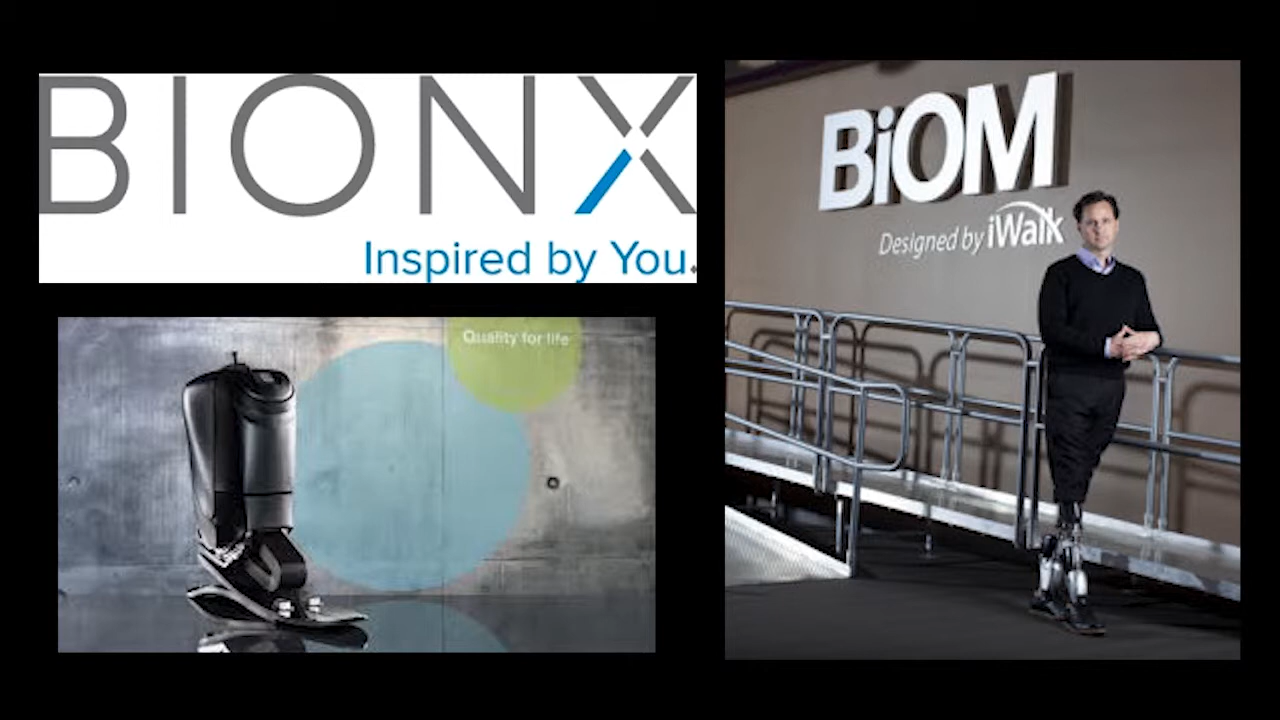 BIONX
Inspired by You.
Quality for life
BiOM
Designed by iWalk